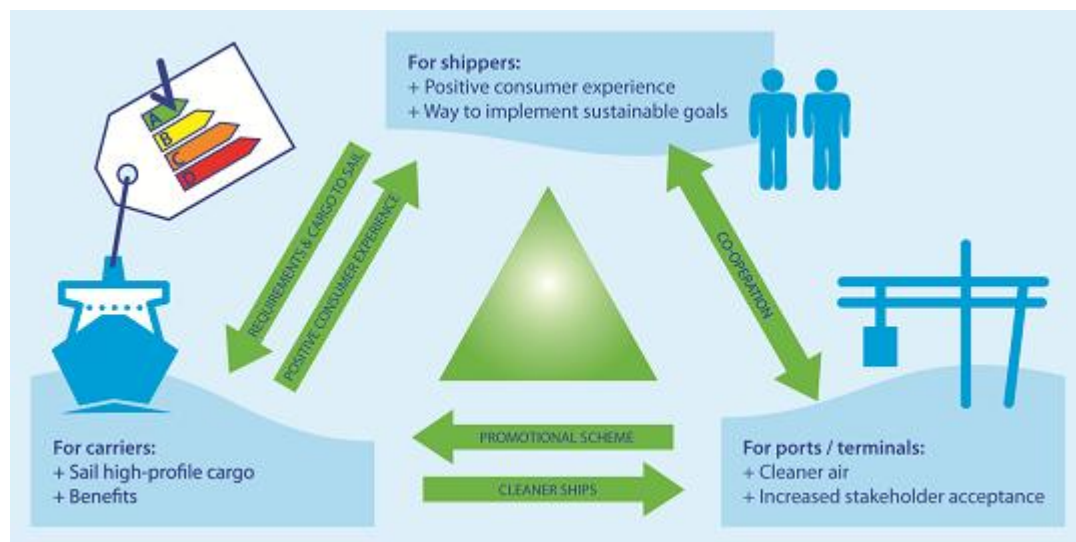 For shippers:
+ Positive consumer experience
+ Way to implement sustainable goals
A
B
C
D
REQUIREMENTS & CARGO TO SAIL
POSITIVE CONSUMER EXPERIENCE
CO-OPERATION
PROMOTIONAL SCHEME
CLEANER SHIPS
For carriers:
+ Sail high-profile cargo
+ Benefits
For ports / terminals:
+ Cleaner air
+ Increased stakeholder acceptance